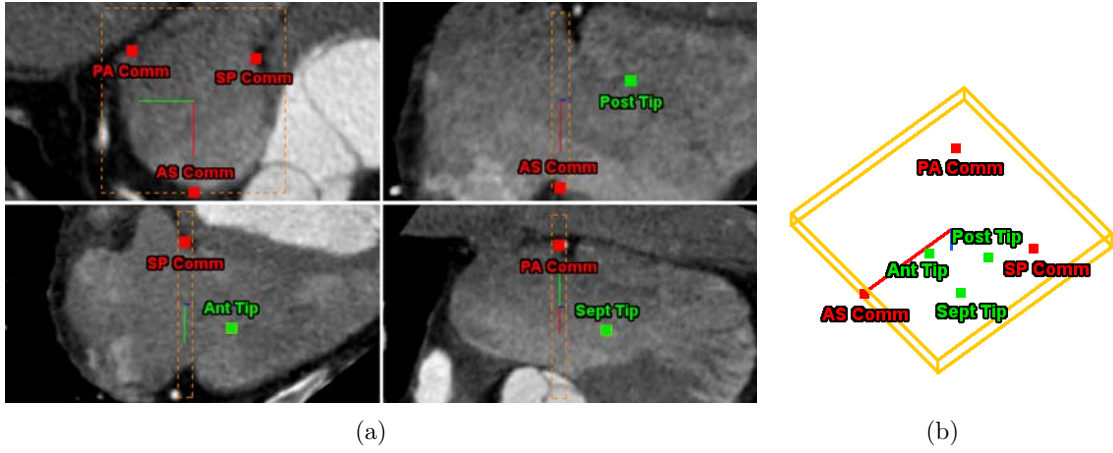 PA Comm
SP Comm
AS Comm
Post Tip
AS Comm
SP Comm
Ant Tip
PA Comm
Sept Tip
PA Comm
Post Tip
Ant Tip
SP Comm
Sept Tip
AS Comm
(a)
(b)